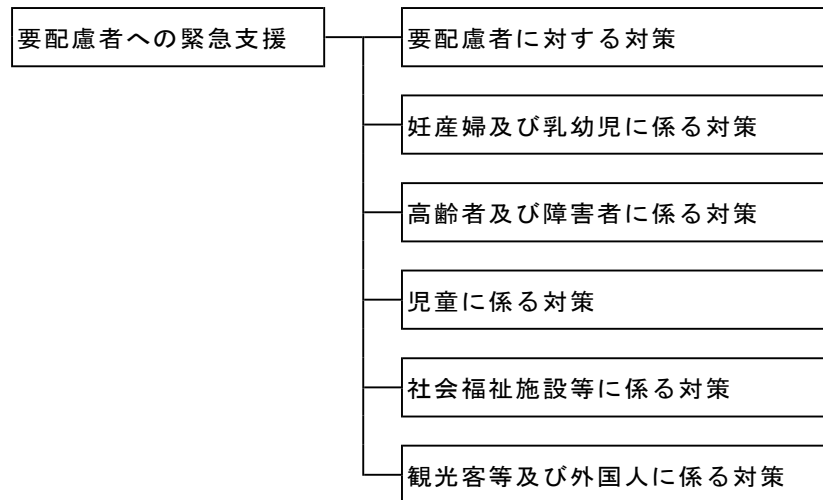 要配慮者への緊急支援
要配慮者に対する対策
妊産婦及び乳幼児に係る対策
高齢者及び障害者に係る対策
児童に係る対策
社会福祉施設等に係る対策
観光客等及び外国人に係る対策